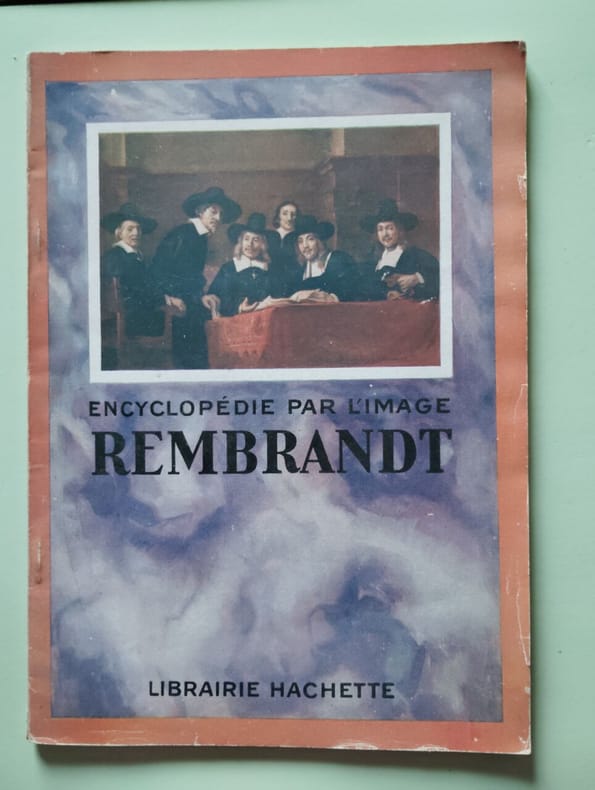 ENCYCLOPÉDIE PAR L'IMAGE
REMBRANDT
LIBRAIRIE HACHETTE